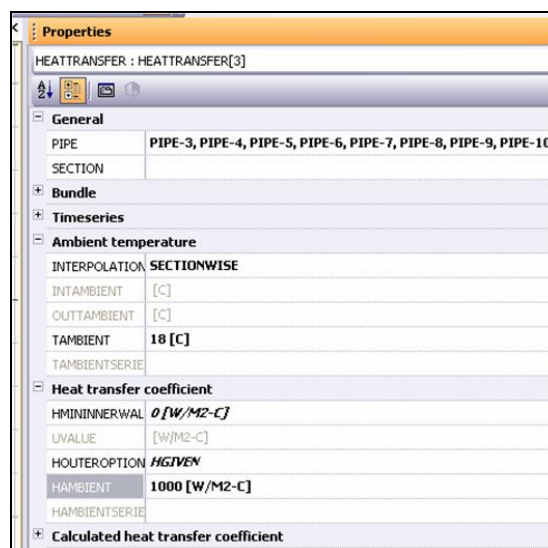 Properties
HEATTRANSFER : HEATTRANSFER[3]
General
PIPE PIPE-3, PIPE-4, PIPE-5, PIPE-6, PIPE-7, PIPE-8, PIPE-9, PIPE-10
SECTION
Bundle
Timeseries
Ambient temperature
INTERPOLATION SECTIONWISE
INTAMBIENT [C]
OUTTAMBIENT [C]
TAMBIENT 18 [C]
TAMBIENTSERIE
Heat transfer coefficient
HMININNERWAL 0 [W/M2-C]
UVALUE [W/M2-C]
HOUTEROPTION HGIVEN
HAMBIENT 1000 [W/M2-C]
HAMBIENTSERIE
Calculated heat transfer coefficient